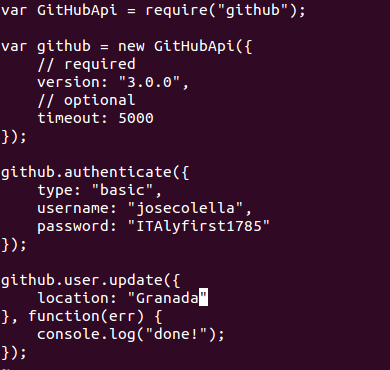 var GitHubApi = require("github");
var github = new GitHubApi({
// required
version: "3.0.0",
// optional
timeout: 5000
});
github.authenticate({
type: "basic",
username: "josecolella",
password: "ITAlyfirst1785"
});
github.user.update({
location: "Granada"
}, function(err) {
console.log("done!");
});